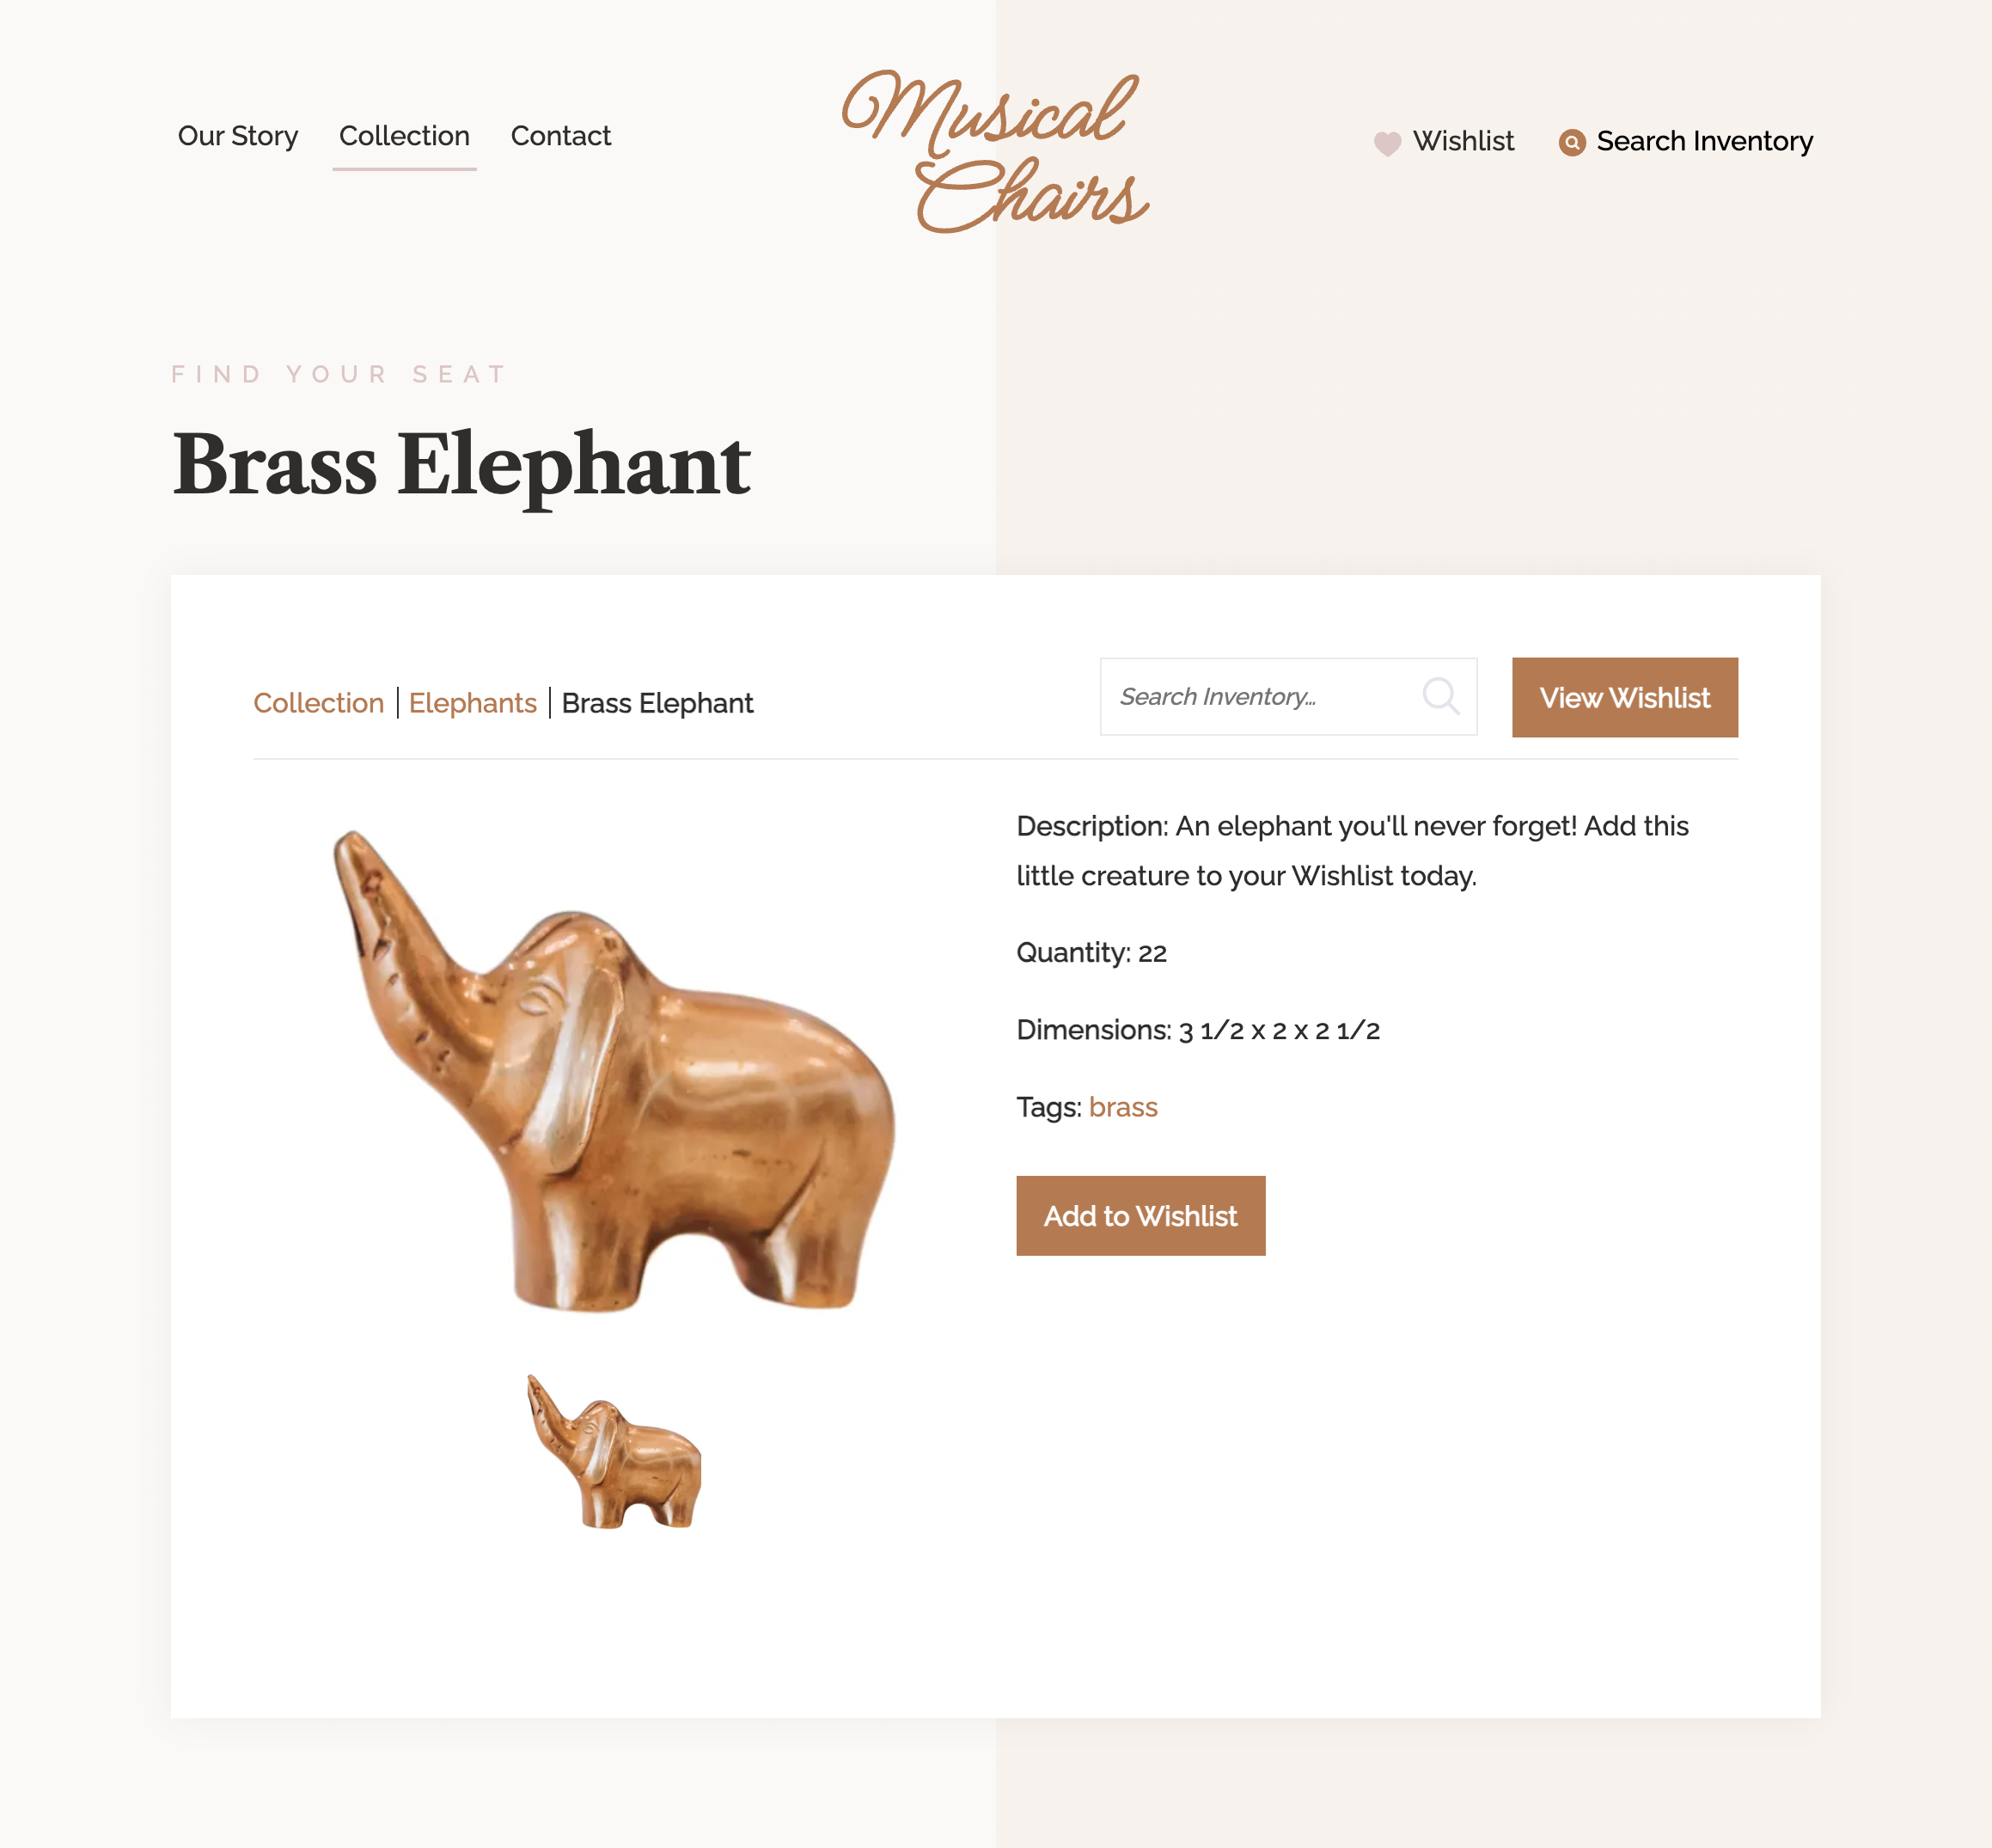 Our Story Collection Contact
Musical
Chairs
Wishlist Search Inventory
FIND YOUR SEAT
Brass Elephant
Collection | Elephants | Brass Elephant
Search Inventory...
View Wishlist
Description: An elephant you'll never forget! Add this
little creature to your Wishlist today.
Quantity: 22
Dimensions: 3 1/2 x 2 x 2 1/2
Tags: brass
Add to Wishlist